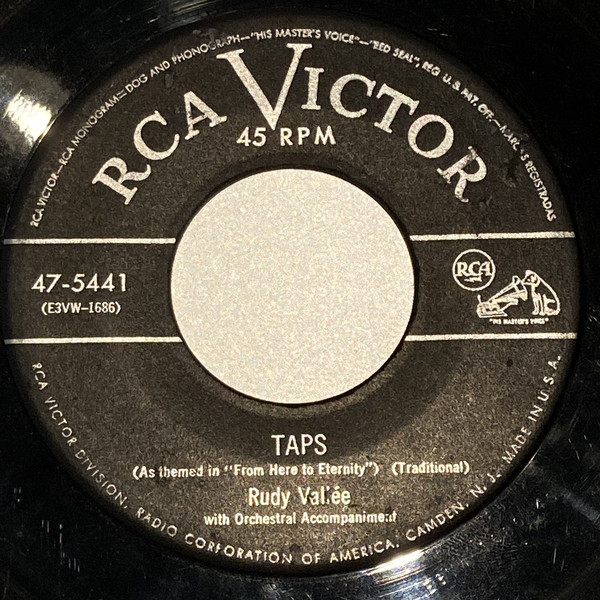 RCA VICTOR—RCA MONOGRAM—DOG AND PHONOGRAPH—"HIS MASTER'S VOICE"—"RED SEAL", REG. U.S. PAT. OFF.—MARCAS REGISTRADAS
RCA VICTOR
45 RPM
47-5441
(E3VW-1686)
RCA
"HIS MASTER'S VOICE"
TAPS
(As themed in "From Here to Eternity") (Traditional)
Rudy Vallée
with Orchestral Accompaniment
RCA VICTOR DIVISION, RADIO CORPORATION OF AMERICA, CAMDEN, N. J. MADE IN U.S.A.